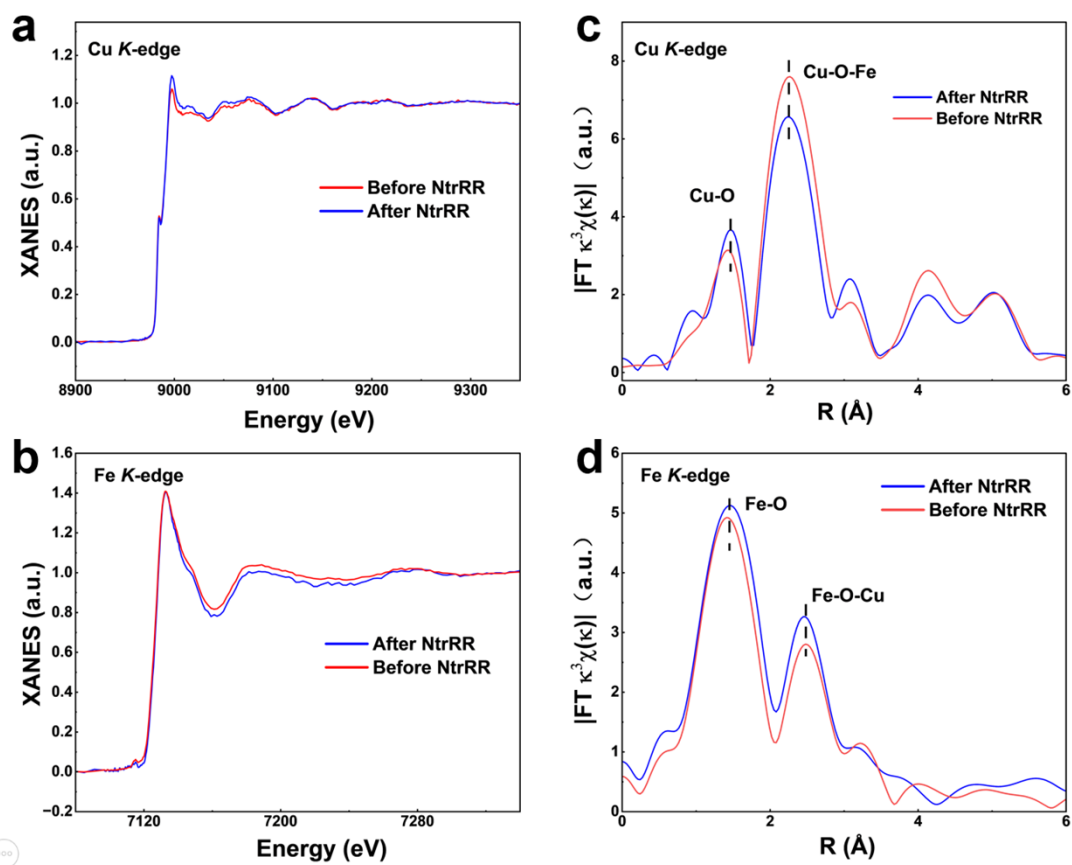 a
Cu K-edge
XANES (a.u.)
1.2
1.0
0.8
0.6
0.4
0.2
0.0
Before NtrRR
After NtrRR
8900 9000 9100 9200 9300
Energy (eV)
c
Cu K-edge
|FT κ³χ(κ)| (a.u.)
8
6
4
2
0
Cu-O
Cu-O-Fe
After NtrRR
Before NtrRR
0 2 4 6
R (Å)
b
Fe K-edge
XANES (a.u.)
1.6
1.4
1.2
1.0
0.8
0.6
0.4
0.2
0.0
−0.2
After NtrRR
Before NtrRR
7120 7200 7280
Energy (eV)
d
Fe K-edge
|FT κ³χ(κ)| (a.u.)
6
5
4
3
2
1
0
Fe-O
Fe-O-Cu
After NtrRR
Before NtrRR
0 2 4 6
R (Å)